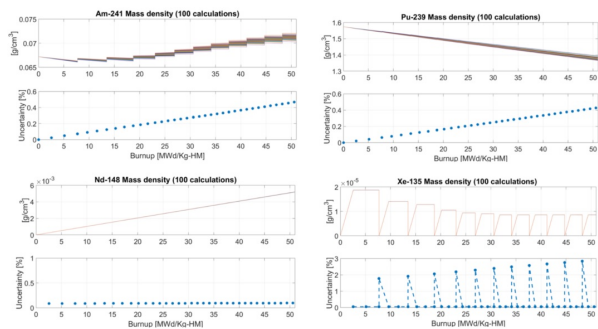 Am-241 Mass density (100 calculations)
0.075
0.07
0.065
[g/cm³]
0 5 10 15 20 25 30 35 40 45 50
0.6
0.4
0.2
0
Uncertainty [%]
0 5 10 15 20 25 30 35 40 45 50
Burnup [MWd/Kg-HM]
Pu-239 Mass density (100 calculations)
1.6
1.5
1.4
1.3
[g/cm³]
0 5 10 15 20 25 30 35 40 45 50
0.6
0.4
0.2
0
Uncertainty [%]
0 5 10 15 20 25 30 35 40 45 50
Burnup [MWd/Kg-HM]
Nd-148 Mass density (100 calculations)
×10⁻³
6
4
2
0
[g/cm³]
0 5 10 15 20 25 30 35 40 45 50
1
0.5
0
Uncertainty [%]
0 5 10 15 20 25 30 35 40 45 50
Burnup [MWd/Kg-HM]
Xe-135 Mass density (100 calculations)
×10⁻⁵
2
1
0
[g/cm³]
0 5 10 15 20 25 30 35 40 45 50
3
2
1
0
Uncertainty [%]
0 5 10 15 20 25 30 35 40 45 50
Burnup [MWd/Kg-HM]